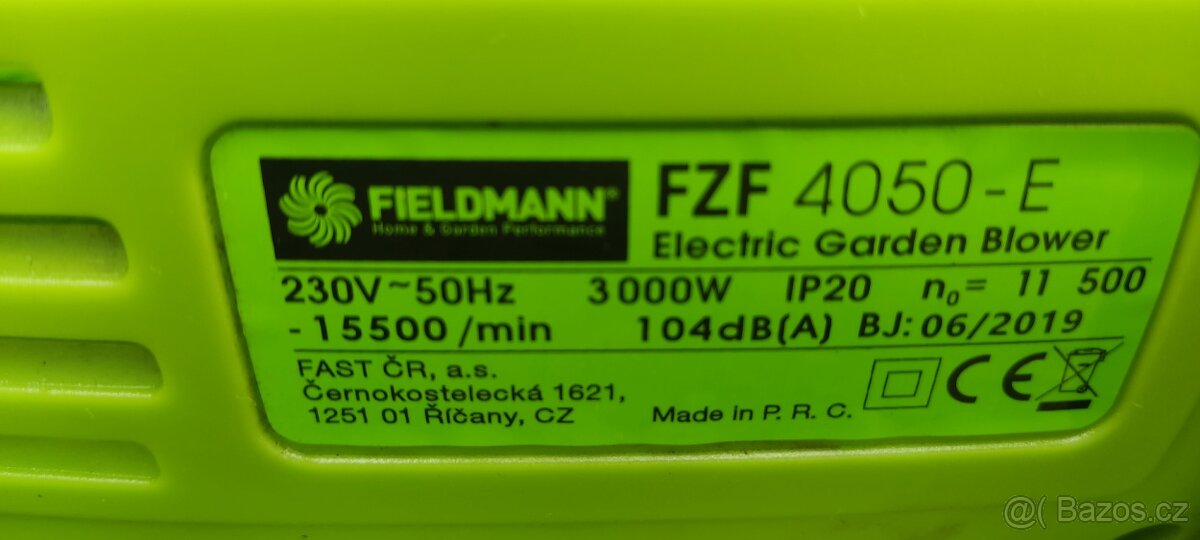 FIELDMANN®
Home & Garden Performance
FZF 4050-E
Electric Garden Blower
230V~50Hz 3000W IP20 n₀= 11 500
-15500/min 104dB(A) BJ: 06/2019
FAST ČR, a.s.
Černokostelecká 1621,
1251 01 Říčany, CZ
Made in P. R. C.
CE
@( Bazos.cz